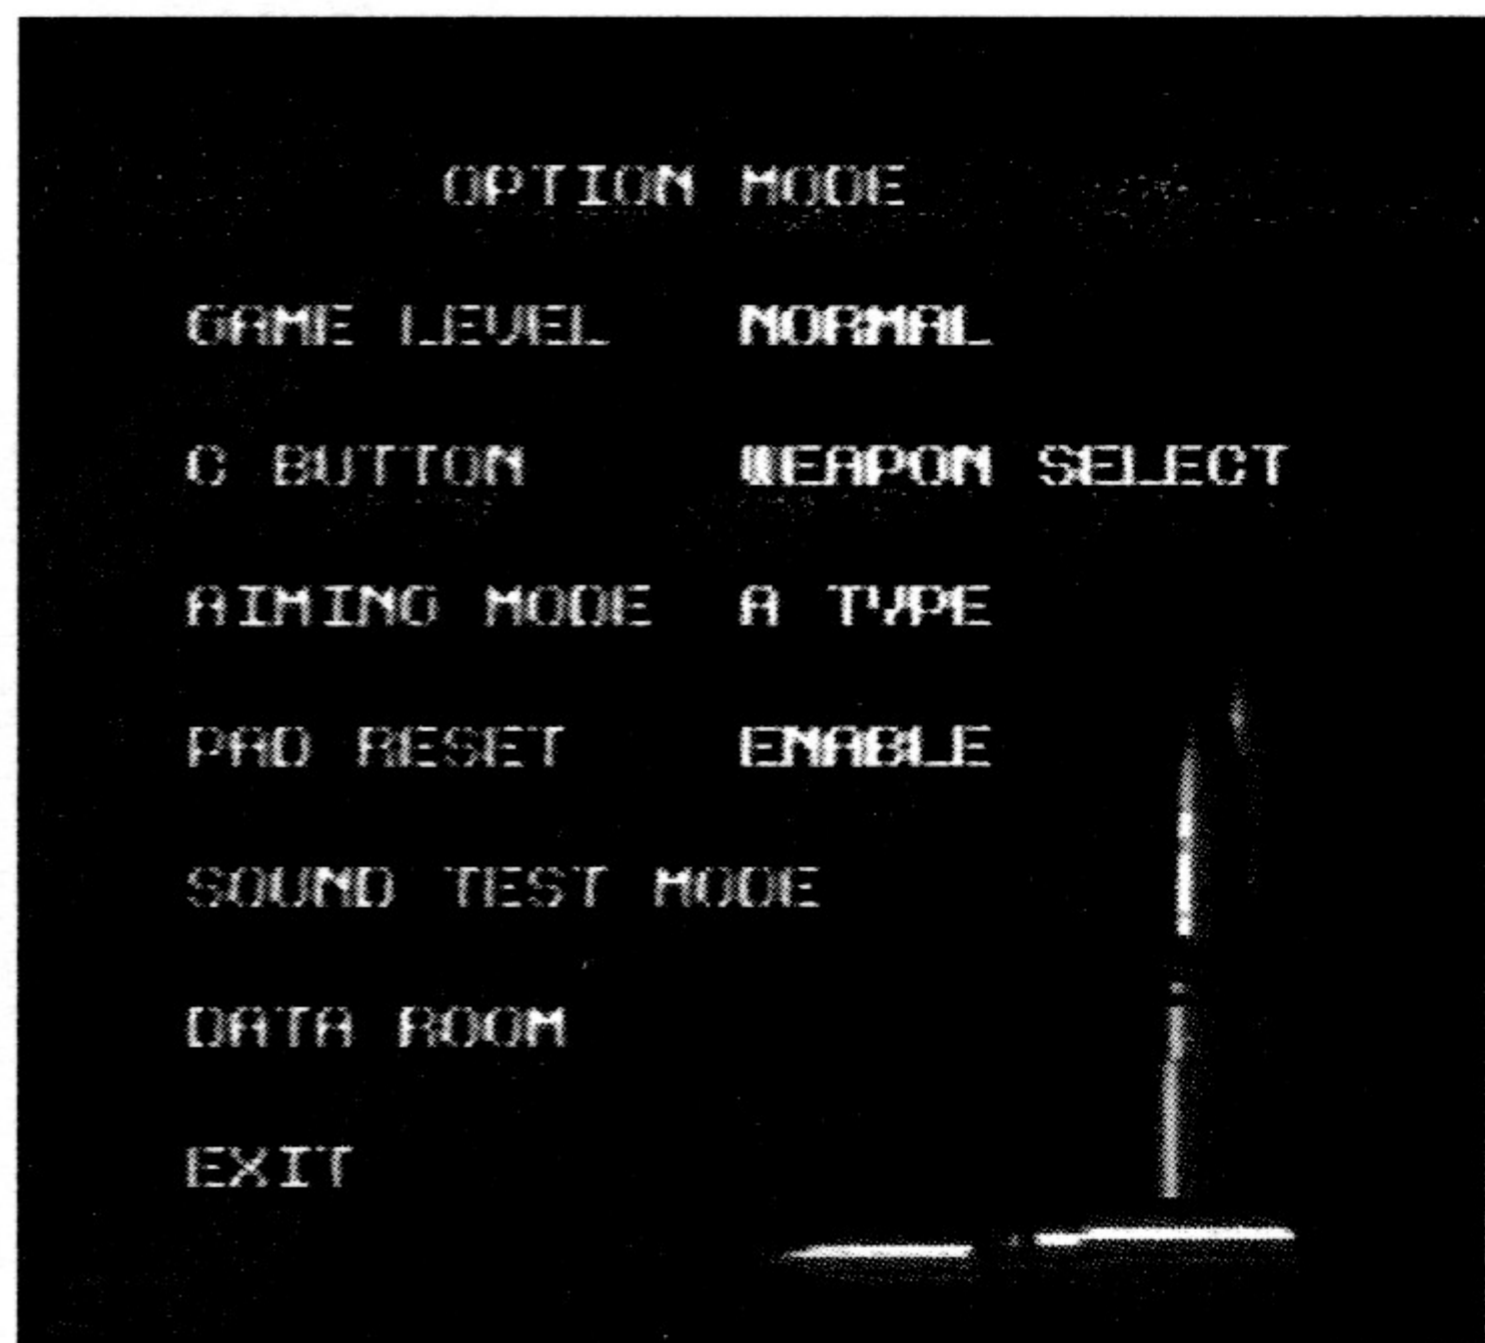 OPTION MODE
GAME LEVEL NORMAL
C BUTTON WEAPON SELECT
AIMING MODE A TYPE
PAD RESET ENABLE
SOUND TEST MODE
DATA ROOM
EXIT